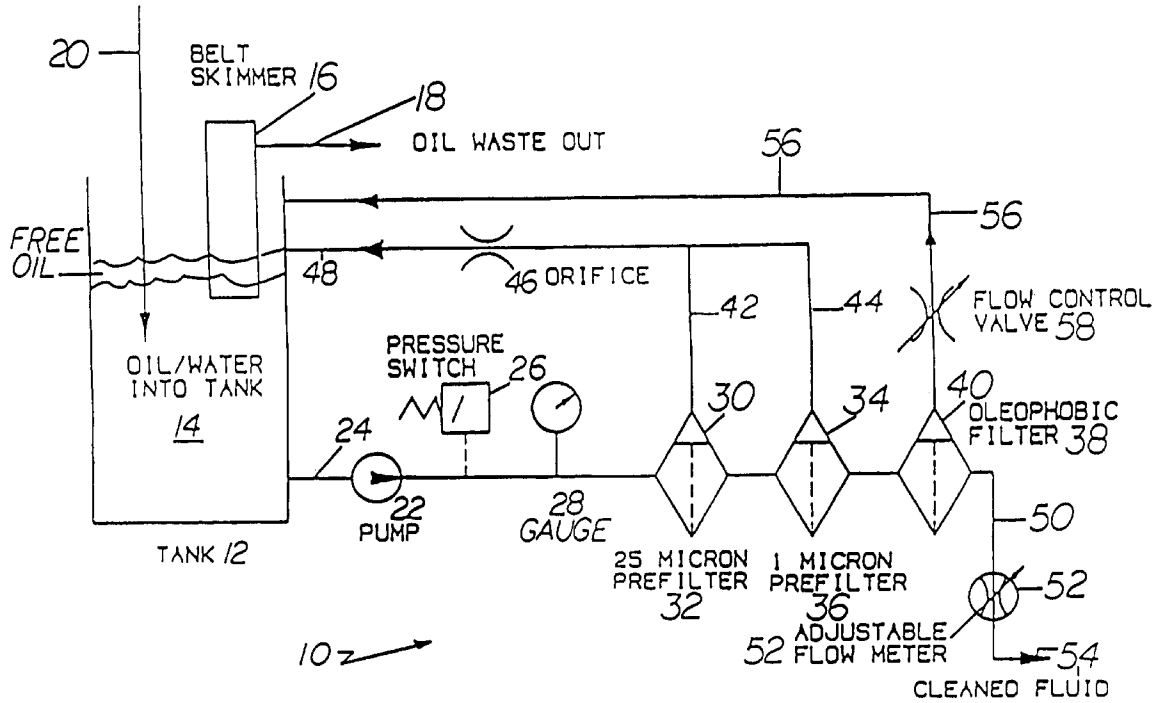 20
BELT
SKIMMER 16
18
OIL WASTE OUT
56
56
FREE
OIL
48
46 ORIFICE
42
44
FLOW CONTROL
VALVE 58
OIL/WATER
INTO TANK
14
PRESSURE
SWITCH
26
30
34
40
OLEOPHOBIC
FILTER 38
24
22
PUMP
28
GAUGE
50
TANK 12
25 MICRON
PREFILTER
32
1 MICRON
PREFILTER
36
52
52 ADJUSTABLE
FLOW METER
10
54
CLEANED FLUID